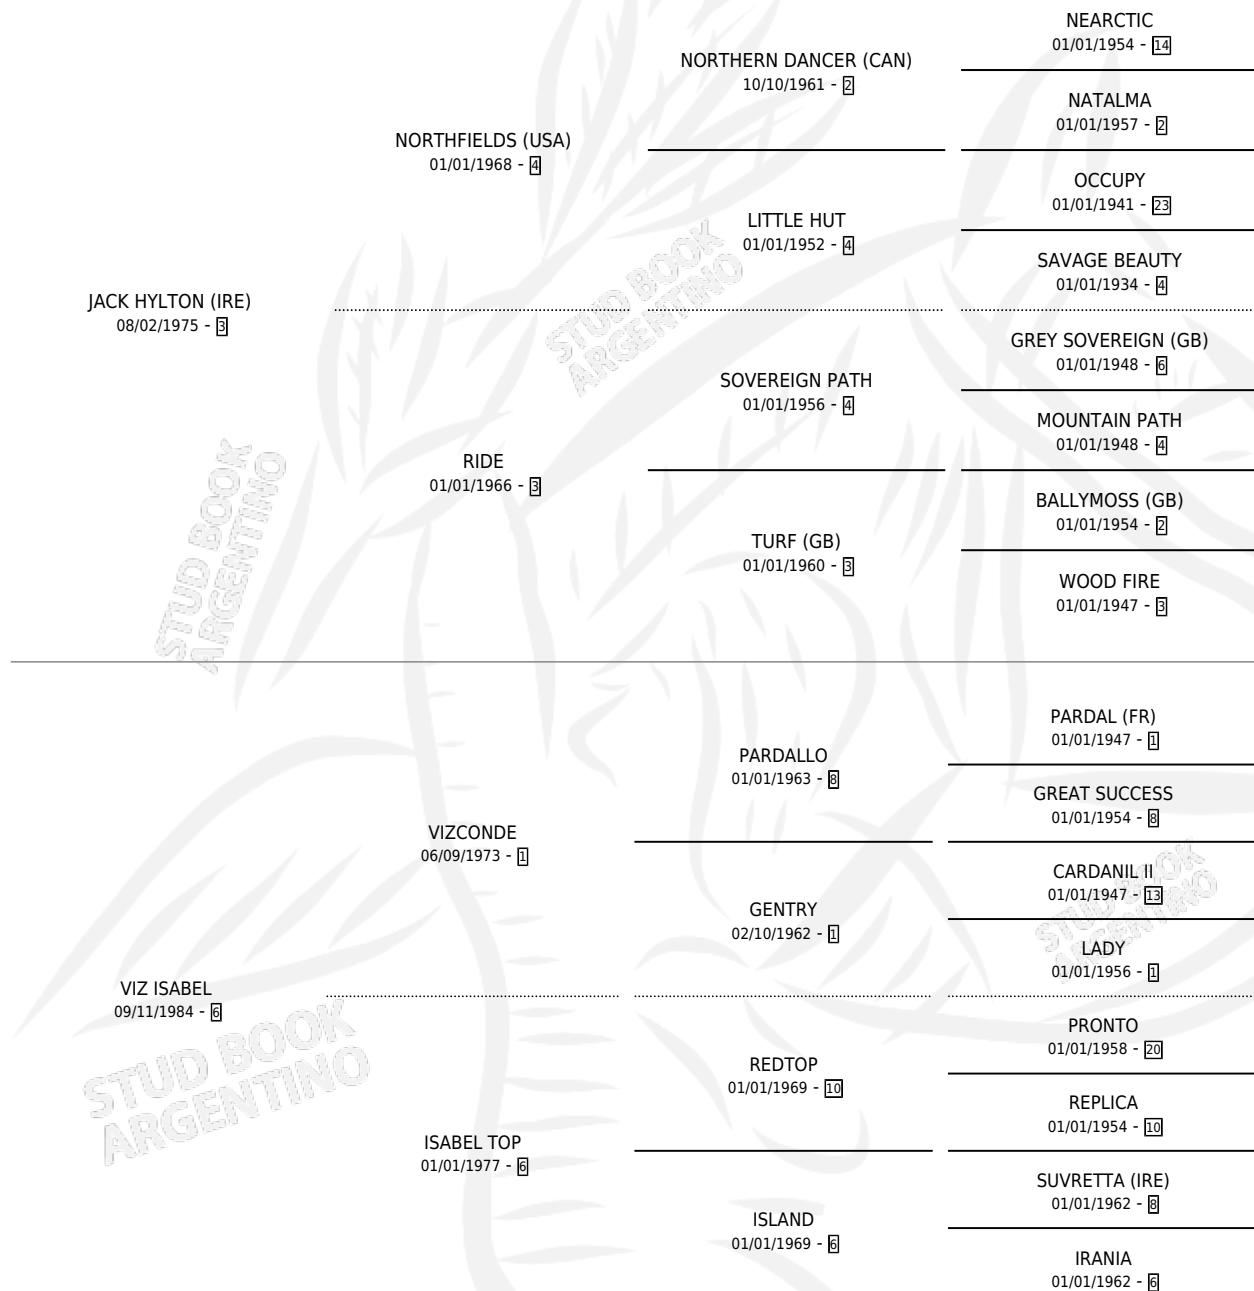 NEARCTIC
01/01/1954 - 14
NORTHERN DANCER (CAN)
10/10/1961 - 2
NATALMA
01/01/1957 - 2
NORTHFIELDS (USA)
01/01/1968 - 4
OCCUPY
01/01/1941 - 23
LITTLE HUT
01/01/1952 - 4
SAVAGE BEAUTY
01/01/1934 - 4
JACK HYLTON (IRE)
08/02/1975 - 3
GREY SOVEREIGN (GB)
01/01/1948 - 6
SOVEREIGN PATH
01/01/1956 - 4
MOUNTAIN PATH
01/01/1948 - 4
RIDE
01/01/1966 - 3
BALLYMOSS (GB)
01/01/1954 - 2
TURF (GB)
01/01/1960 - 3
WOOD FIRE
01/01/1947 - 3
PARDAL (FR)
01/01/1947 - 1
PARDALLO
01/01/1963 - 8
GREAT SUCCESS
01/01/1954 - 8
VIZCONDE
06/09/1973 - 1
CARDANIL II
01/01/1947 - 13
GENTRY
02/10/1962 - 1
LADY
01/01/1956 - 1
VIZ ISABEL
09/11/1984 - 6
PRONTO
01/01/1958 - 20
REDTOP
01/01/1969 - 10
REPLICA
01/01/1954 - 10
ISABEL TOP
01/01/1977 - 6
SUVRETTA (IRE)
01/01/1962 - 8
ISLAND
01/01/1969 - 6
IRANIA
01/01/1962 - 6
STUD BOOK
ARGENTINO
STUD BOOK
ARGENTINO
STUD BOOK
ARGENTINO
STUD BOOK
ARGENTINO